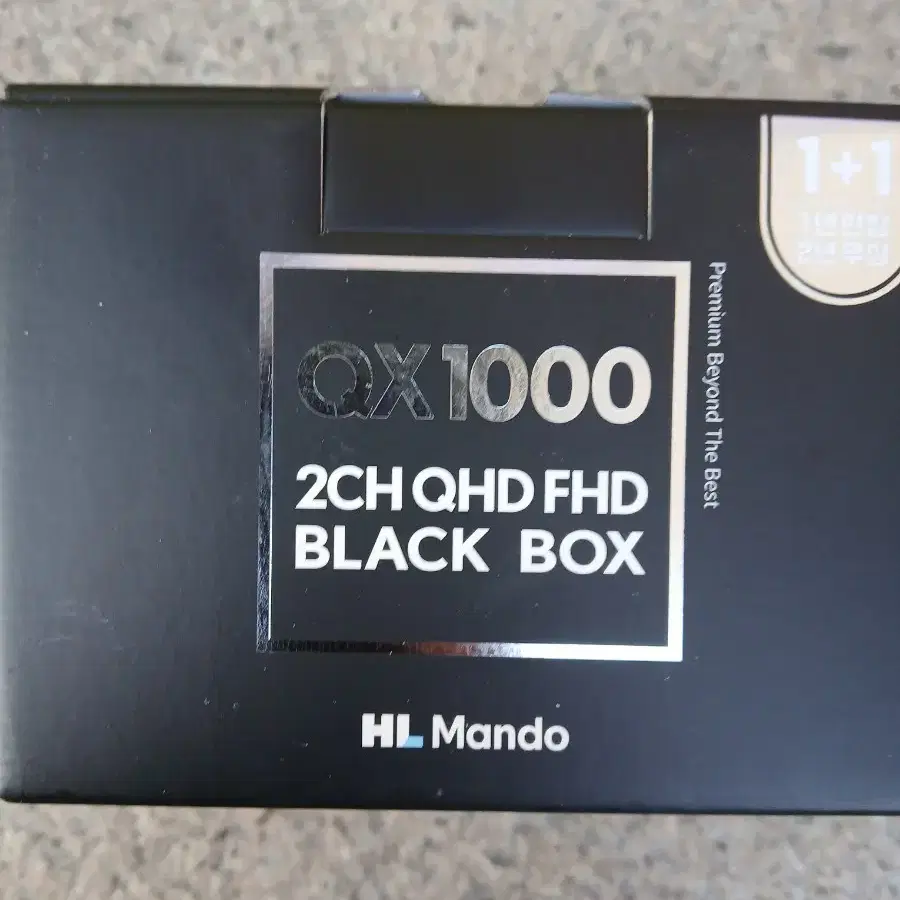 1+1
Premium Beyond The Best
QX1000
2CH QHD FHD
BLACK BOX
HL Mando